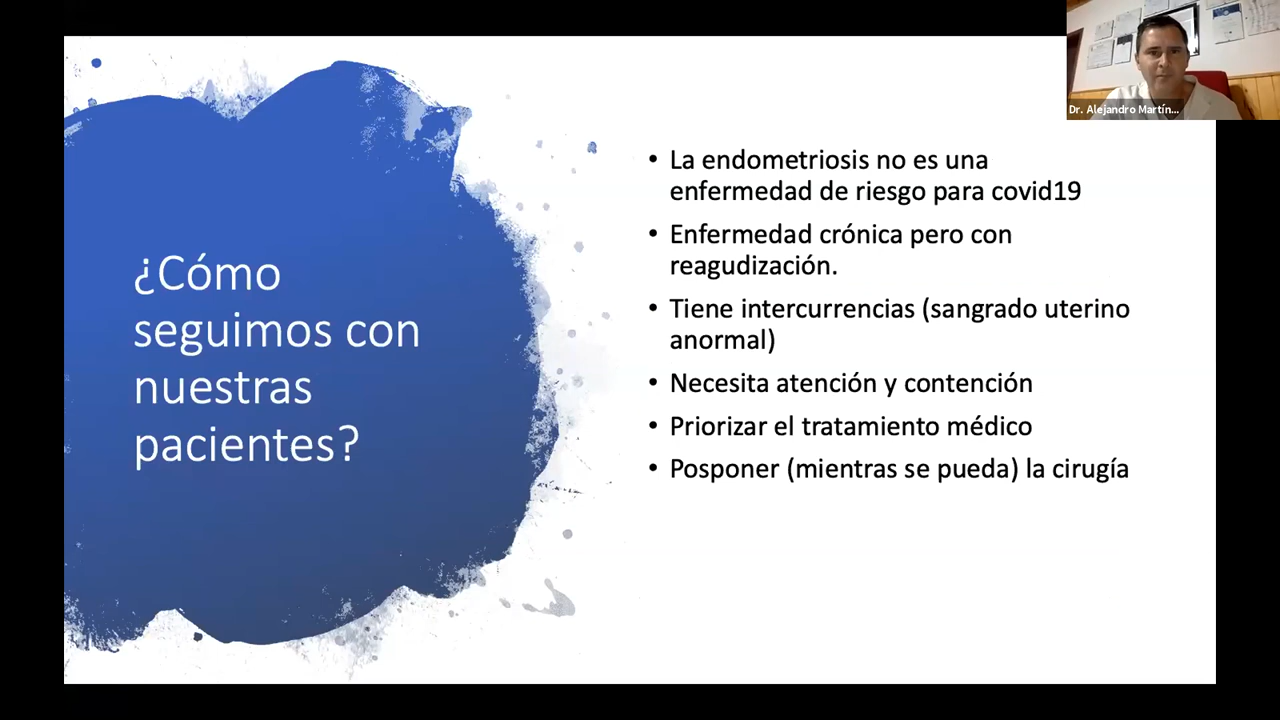 Dr. Alejandro Martín...
¿Cómo
seguimos con
nuestras
pacientes?
• La endometriosis no es una
enfermedad de riesgo para covid19
• Enfermedad crónica pero con
reagudización.
• Tiene intercurrencias (sangrado uterino
anormal)
• Necesita atención y contención
• Priorizar el tratamiento médico
• Posponer (mientras se pueda) la cirugía